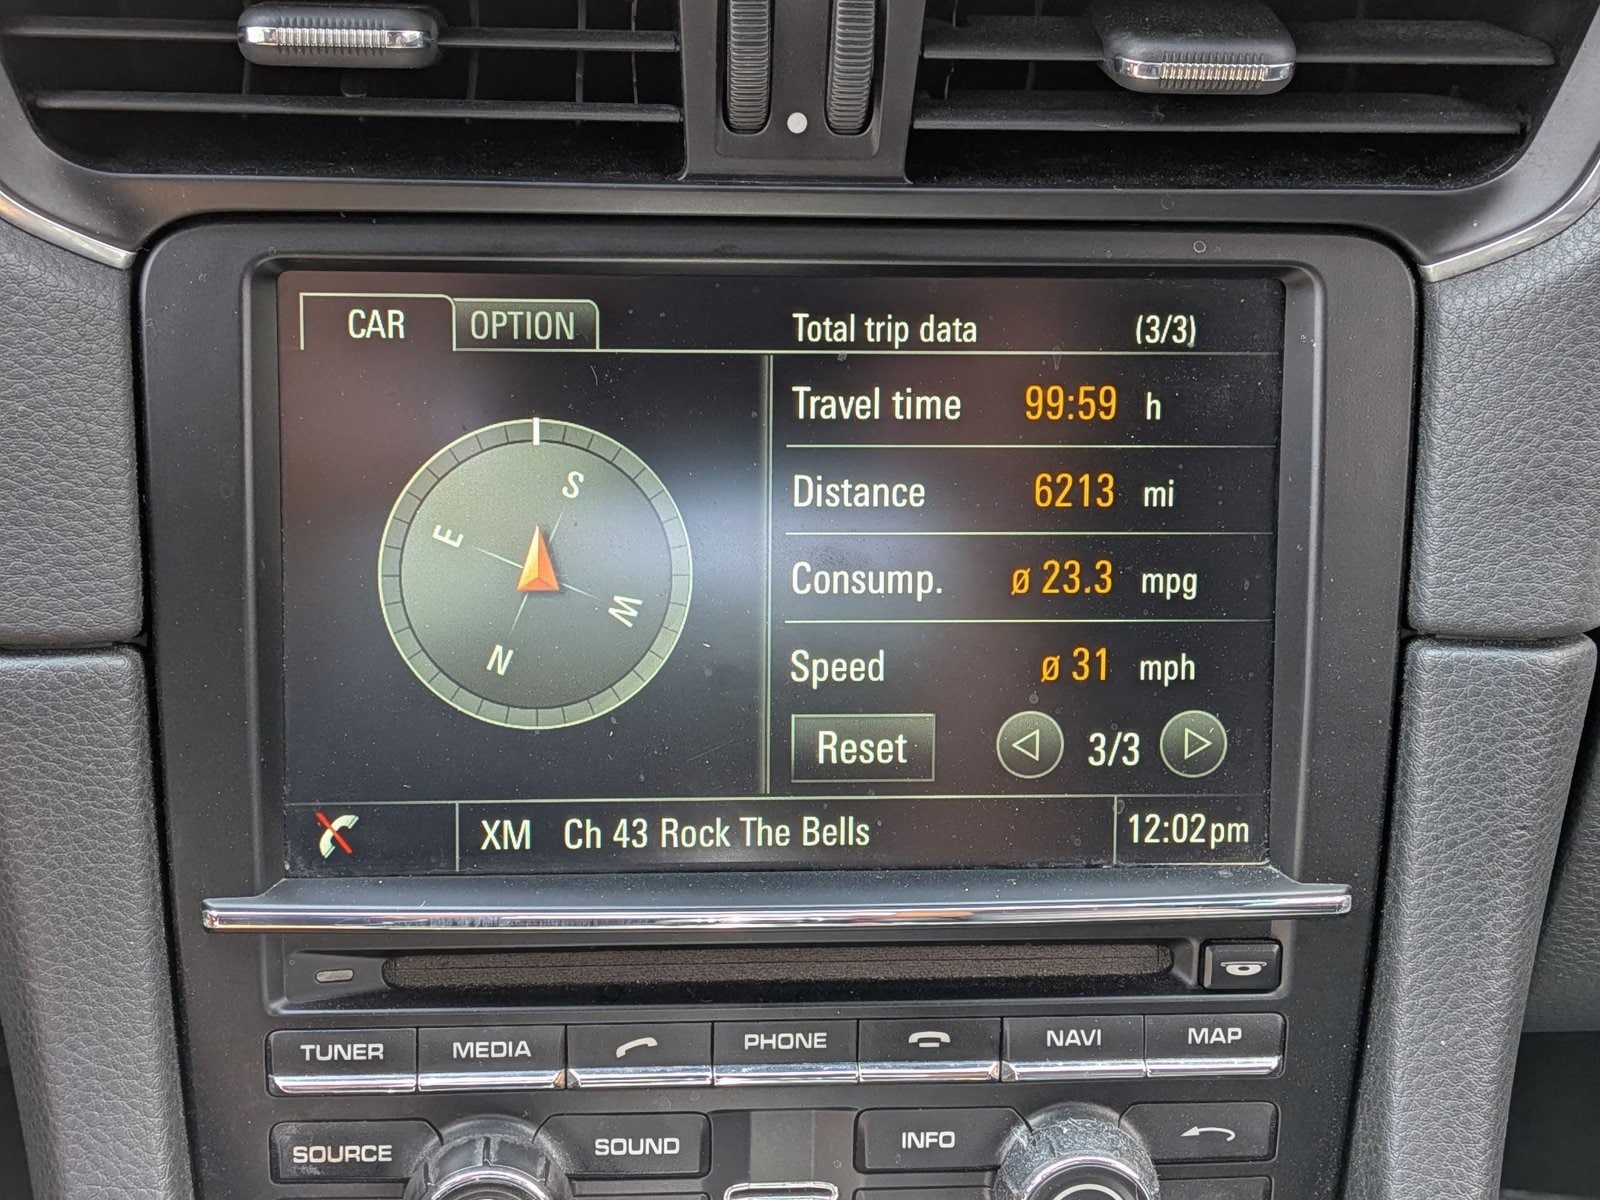 CAR OPTION Total trip data (3/3)
Travel time 99:59 h
Distance 6213 mi
Consump. ø 23.3 mpg
Speed ø 31 mph
Reset 3/3
S
E
W
N
XM Ch 43 Rock The Bells 12:02pm
TUNER MEDIA PHONE NAVI MAP
SOURCE SOUND INFO